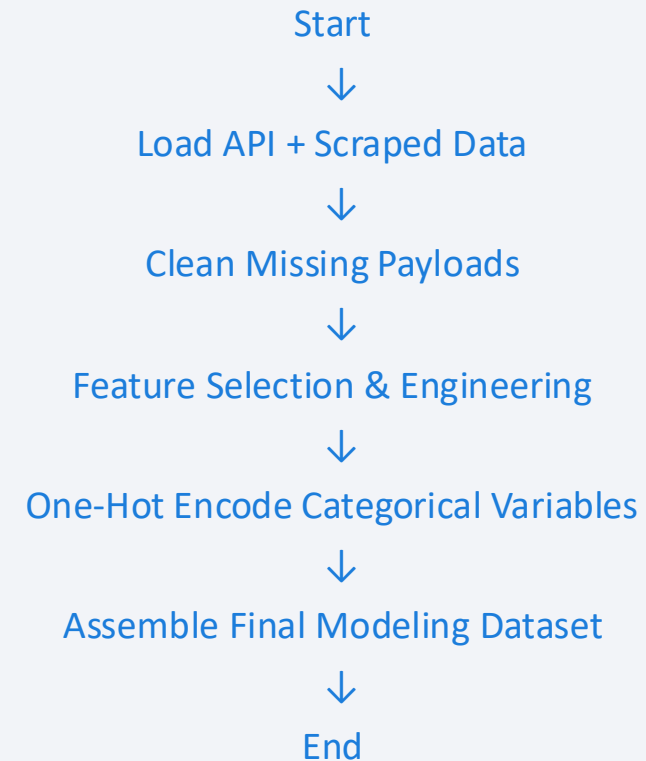 Start
↓
Load API + Scraped Data
↓
Clean Missing Payloads
↓
Feature Selection & Engineering
↓
One-Hot Encode Categorical Variables
↓
Assemble Final Modeling Dataset
↓
End